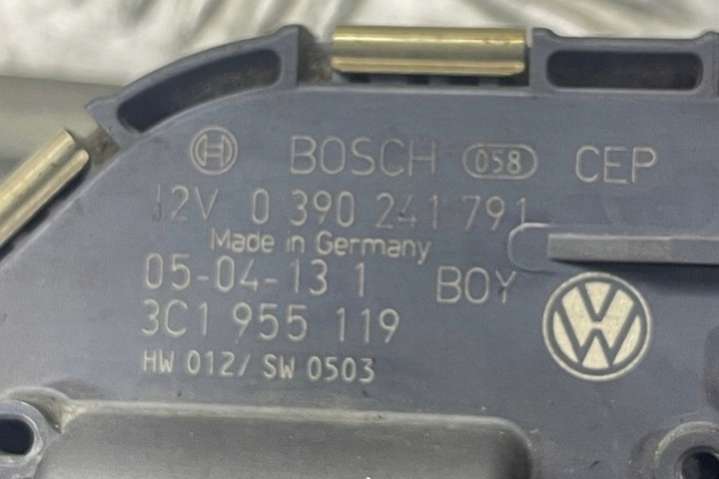 BOSCH 058 CEP
12V 0 390 241 791
Made in Germany
05-04-13 1 BOY
3C1 955 119
HW 012/ SW 0503